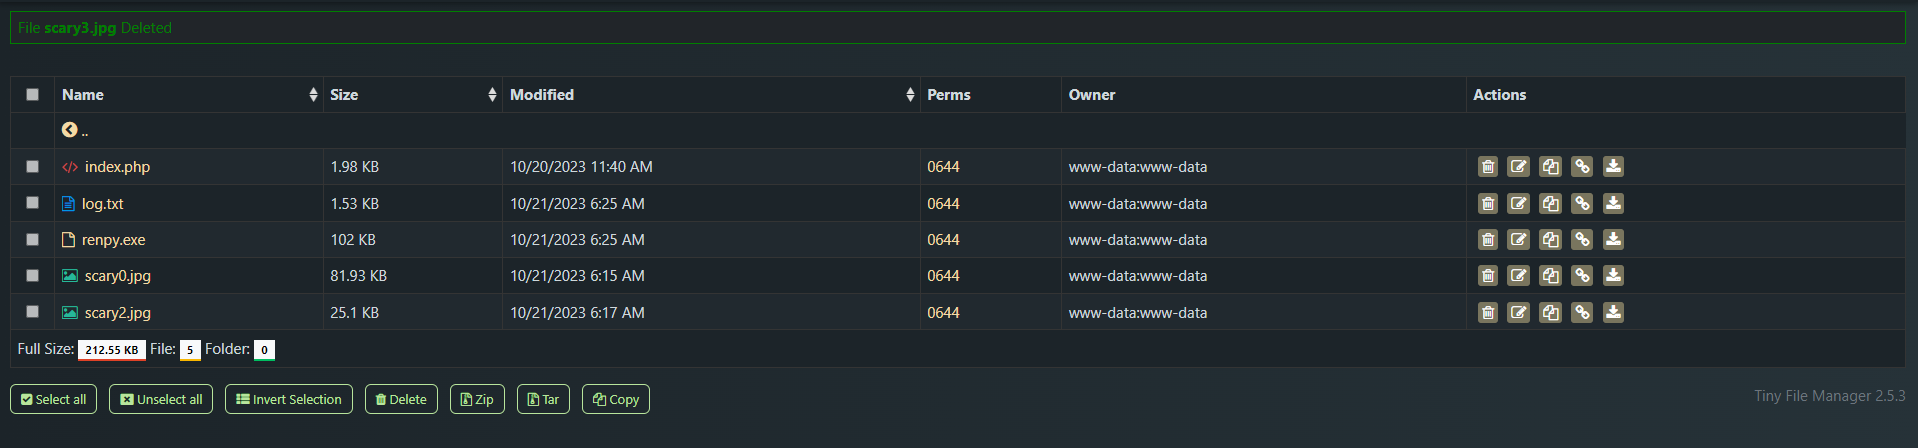 File scary3.jpg Deleted
Name Size Modified Perms Owner Actions
..
index.php 1.98 KB 10/20/2023 11:40 AM 0644 www-data:www-data
log.txt 1.53 KB 10/21/2023 6:25 AM 0644 www-data:www-data
renpy.exe 102 KB 10/21/2023 6:25 AM 0644 www-data:www-data
scary0.jpg 81.93 KB 10/21/2023 6:15 AM 0644 www-data:www-data
scary2.jpg 25.1 KB 10/21/2023 6:17 AM 0644 www-data:www-data
Full Size: 212.55 KB File: 5 Folder: 0
Select all Unselect all Invert Selection Delete Zip Tar Copy Tiny File Manager 2.5.3